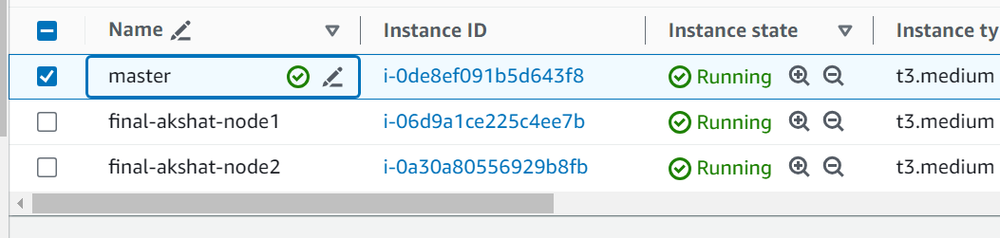 Name Instance ID Instance state Instance ty
master i-0de8ef091b5d643f8 Running t3.medium
final-akshat-node1 i-06d9a1ce225c4ee7b Running t3.medium
final-akshat-node2 i-0a30a80556929b8fb Running t3.medium